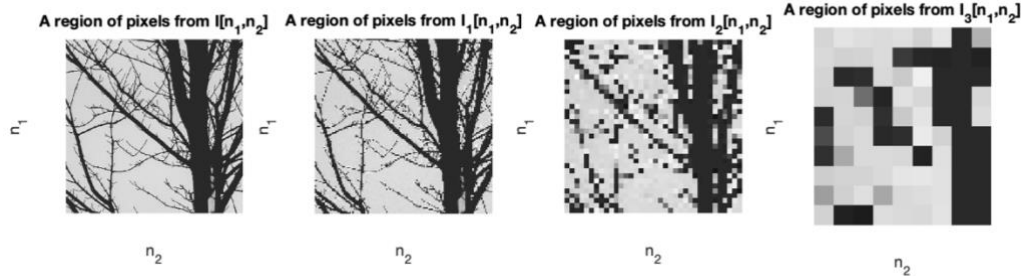 A region of pixels from I[n₁,n₂]
A region of pixels from I₁[n₁,n₂]
A region of pixels from I₂[n₁,n₂]
A region of pixels from I₃[n₁,n₂]
n₁
n₁
n₁
n₁
n₂
n₂
n₂
n₂